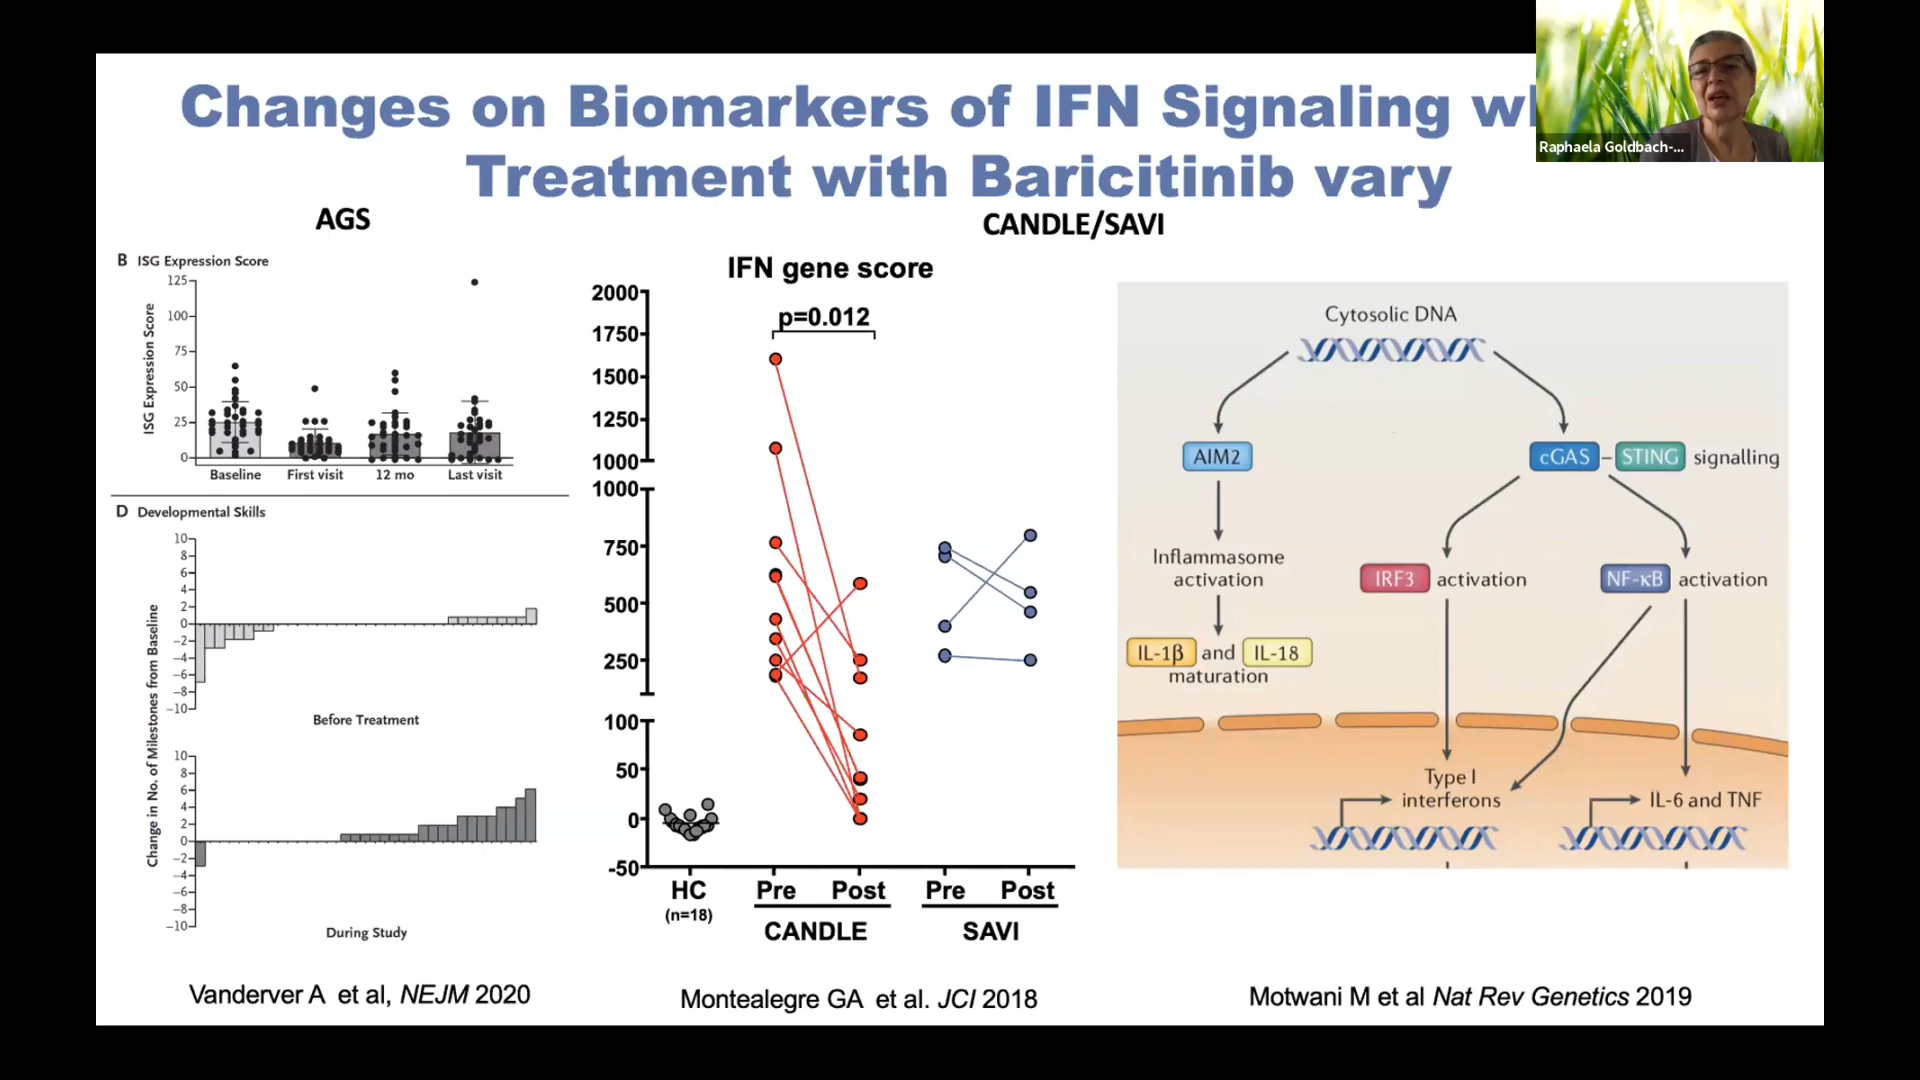 Changes on Biomarkers of IFN Signaling
Treatment with Baricitinib vary
Raphaela Goldbach-...
AGS
CANDLE/SAVI
B ISG Expression Score
ISG Expression Score
125
100
75
50
25
0
Baseline First visit 12 mo Last visit
D Developmental Skills
Change in No. of Milestones from Baseline
10
8
6
4
2
0
−2
−4
−6
−8
−10
Before Treatment
10
8
6
4
2
0
−2
−4
−6
−8
−10
During Study
Vanderver A et al, NEJM 2020
IFN gene score
p=0.012
2000
1750
1500
1250
1000
1000
750
500
250
100
50
0
-50
HC Pre Post Pre Post
(n=18)
CANDLE SAVI
Montealegre GA et al. JCI 2018
Cytosolic DNA
AIM2
cGAS – STING signalling
Inflammasome
activation
IRF3 activation
NF-κB activation
IL-1β and IL-18
maturation
Type I
interferons
IL-6 and TNF
Motwani M et al Nat Rev Genetics 2019